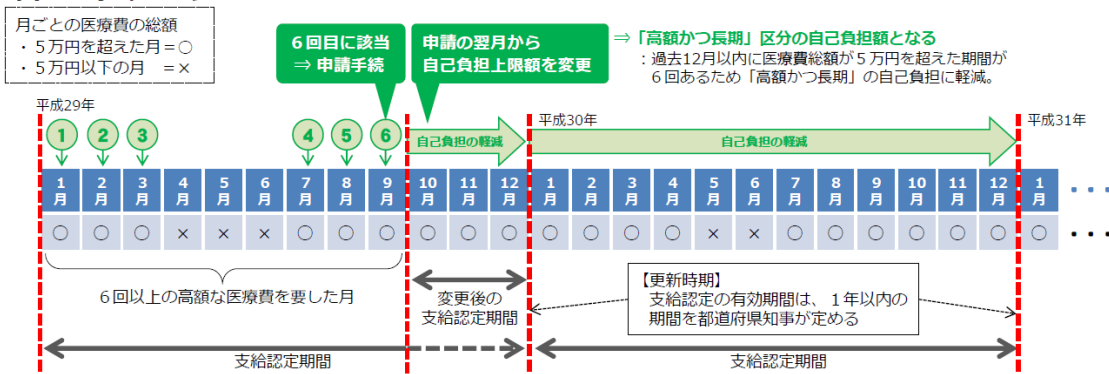 月ごとの医療費の総額
・５万円を超えた月＝○
・５万円以下の月　＝×
６回目に該当
⇒ 申請手続
申請の翌月から
自己負担上限額を変更
⇒「高額かつ長期」区分の自己負担額となる
：過去12月以内に医療費総額が５万円を超えた期間が
６回あるため「高額かつ長期」の自己負担に軽減。
平成29年
平成30年
平成31年
1 2 3 4 5 6
自己負担の軽減
自己負担の軽減
1月 2月 3月 4月 5月 6月 7月 8月 9月 10月 11月 12月 1月 2月 3月 4月 5月 6月 7月 8月 9月 10月 11月 12月 1月 ・・・
○ ○ ○ × × × ○ ○ ○ ○ ○ ○ ○ ○ ○ ○ × × ○ ○ ○ ○ ○ ○ ○ ・・・
６回以上の高額な医療費を要した月
変更後の
支給認定期間
【更新時期】
支給認定の有効期間は、１年以内の
期間を都道府県知事が定める
支給認定期間
支給認定期間